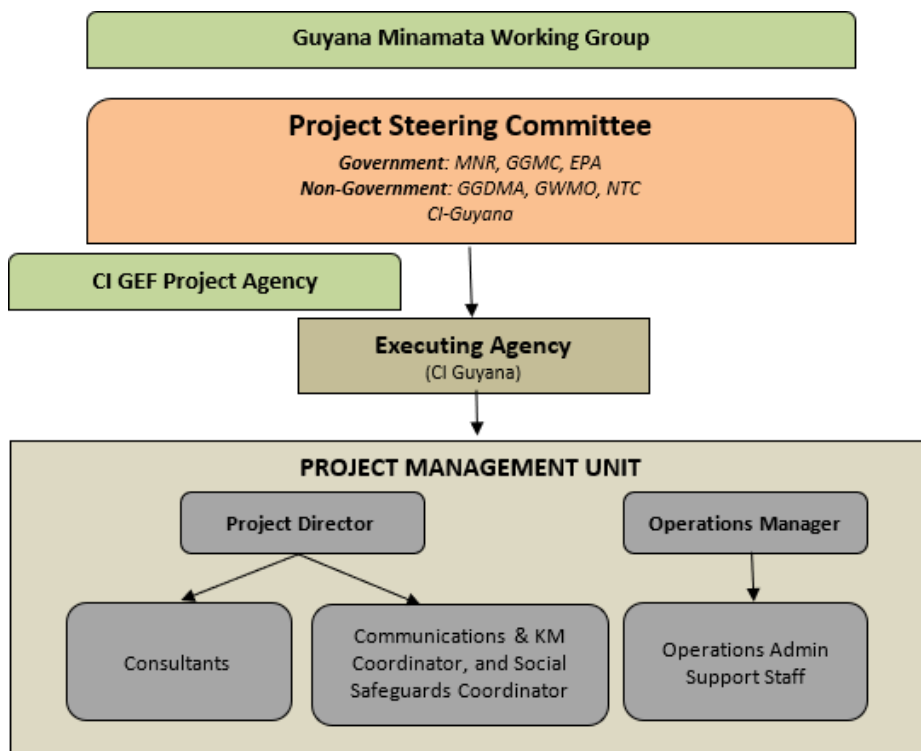 Guyana Minamata Working Group
Project Steering Committee
Government: MNR, GGMC, EPA
Non-Government: GGDMA, GWMO, NTC
CI-Guyana
CI GEF Project Agency
Executing Agency
(CI Guyana)
PROJECT MANAGEMENT UNIT
Project Director
Operations Manager
Consultants
Communications & KM
Coordinator, and Social
Safeguards Coordinator
Operations Admin
Support Staff